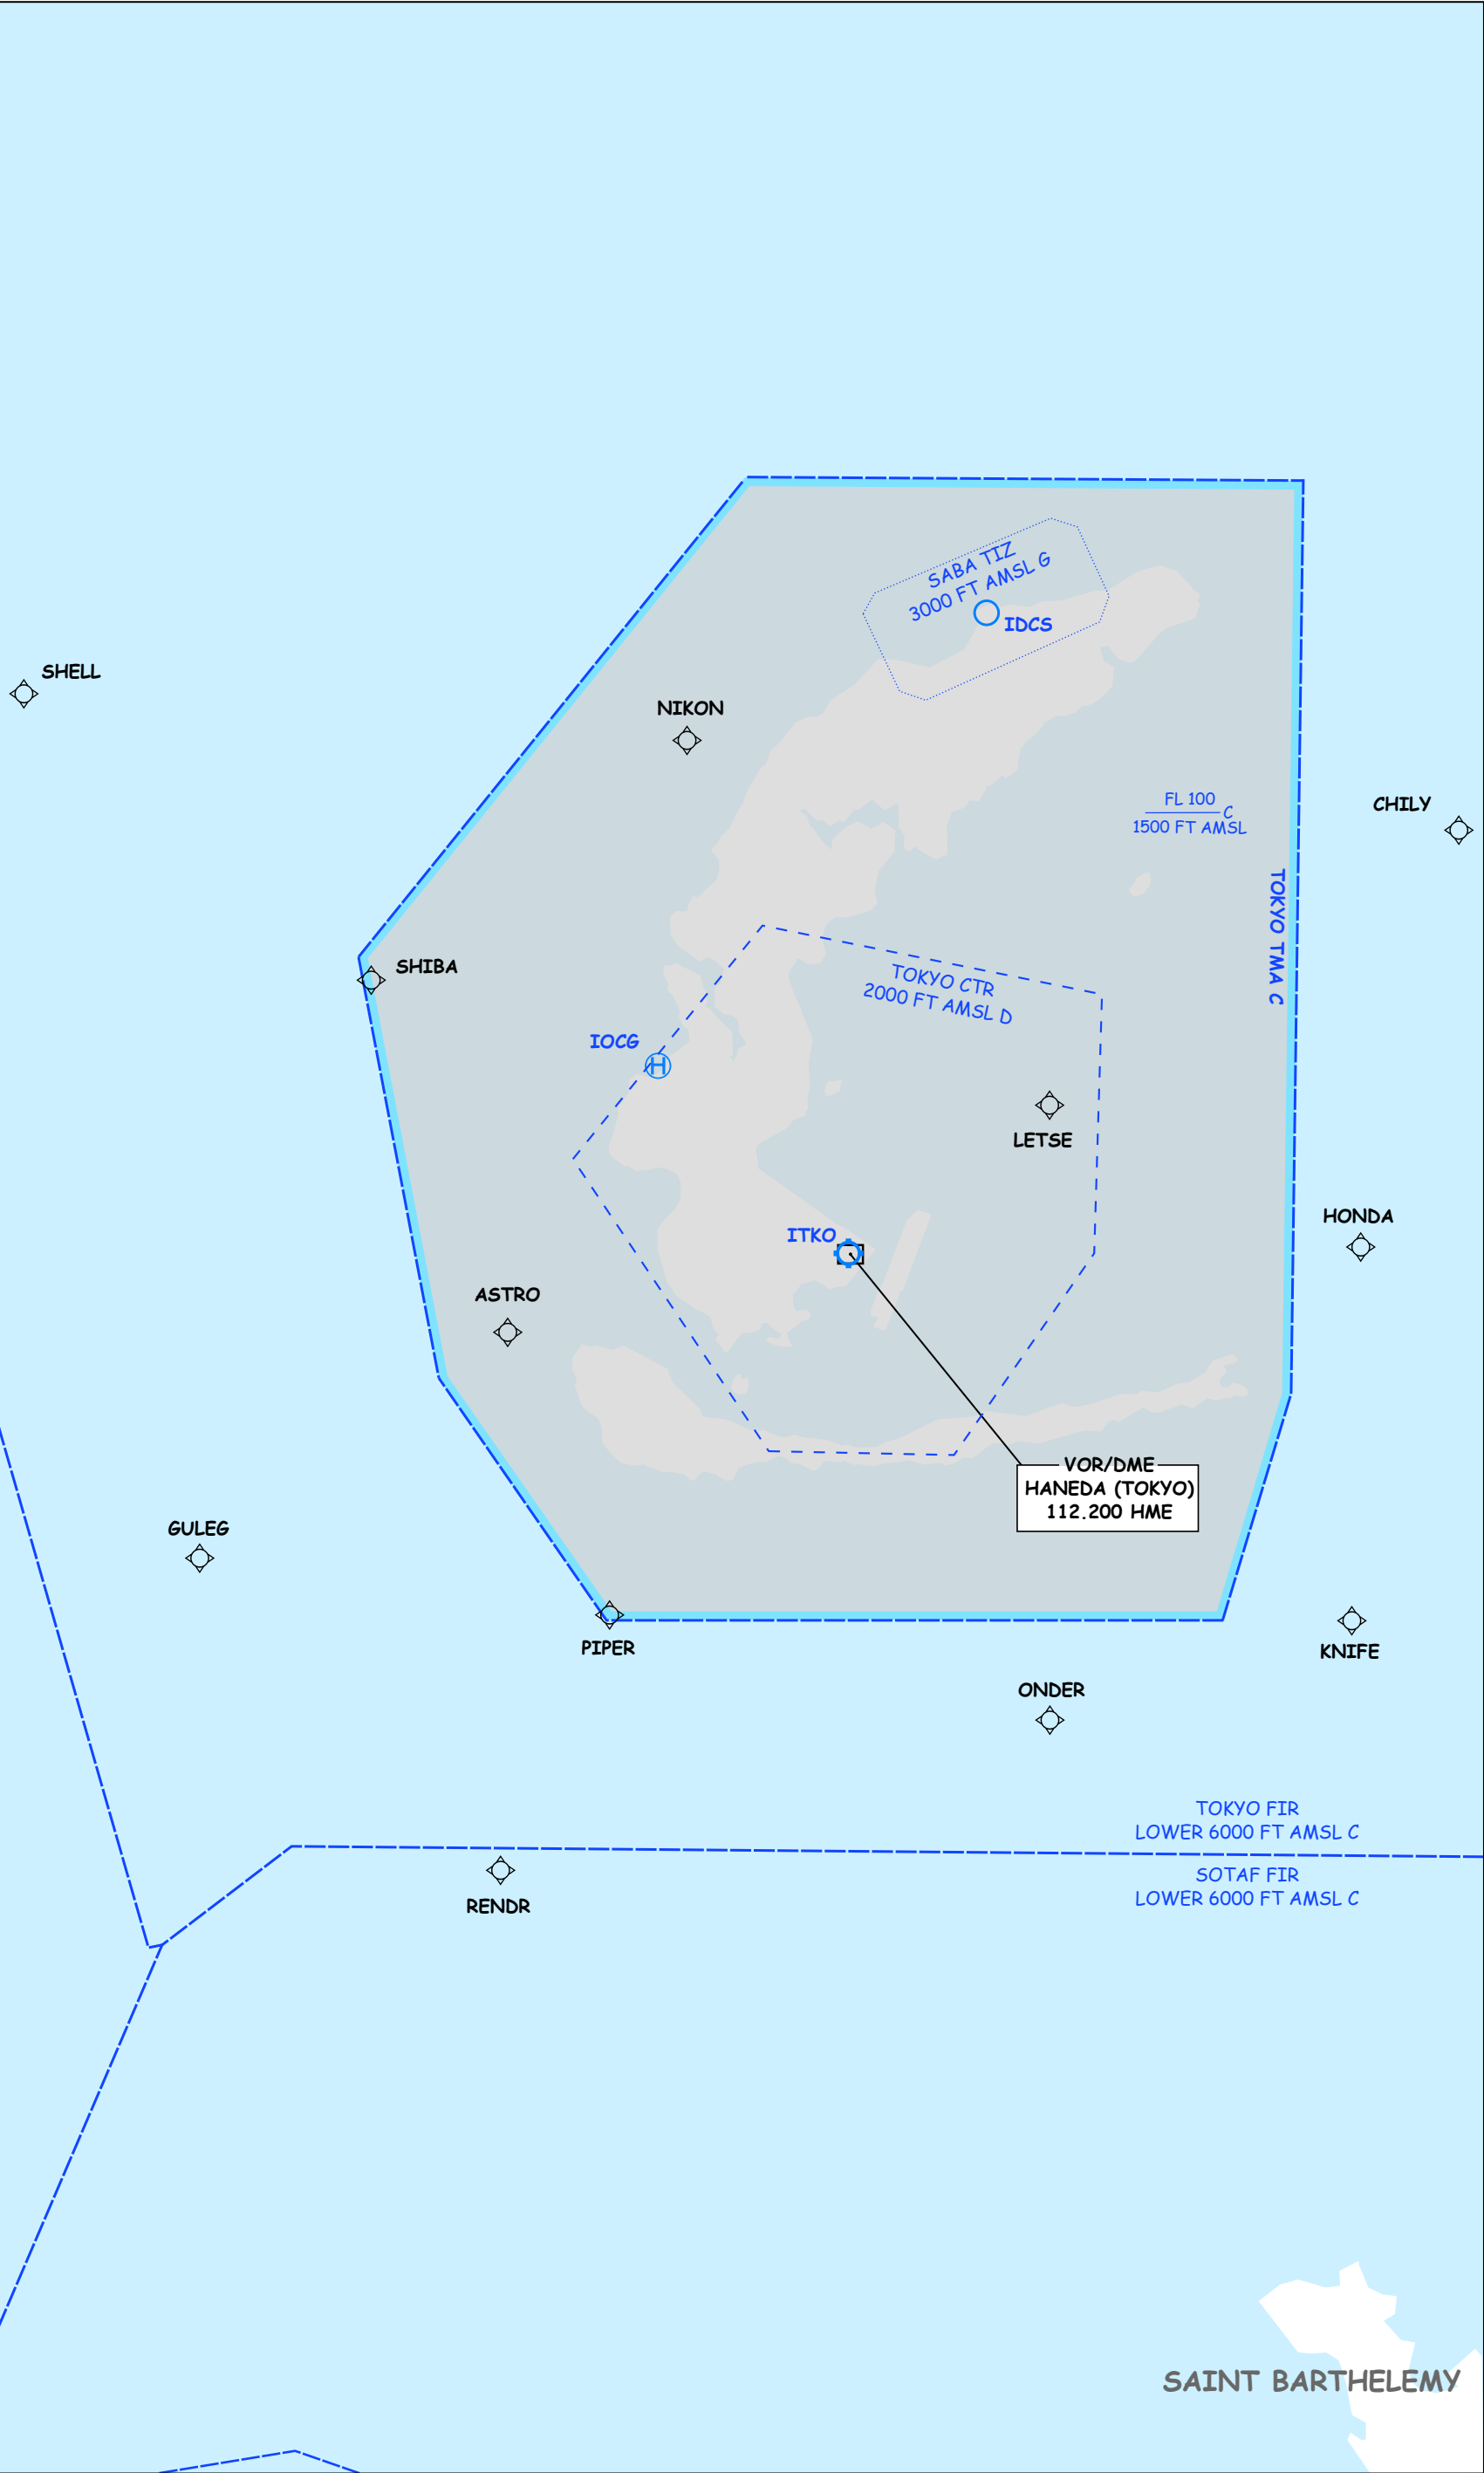 SABA TIZ
3000 FT AMSL G
IDCS
SHELL
NIKON
FL 100
C
1500 FT AMSL
CHILY
TOKYO TMA C
SHIBA
TOKYO CTR
2000 FT AMSL D
IOCG
H
LETSE
HONDA
ITKO
ASTRO
VOR/DME
HANEDA (TOKYO)
112.200 HME
GULEG
PIPER
KNIFE
ONDER
TOKYO FIR
LOWER 6000 FT AMSL C
SOTAF FIR
LOWER 6000 FT AMSL C
RENDR
SAINT BARTHELEMY